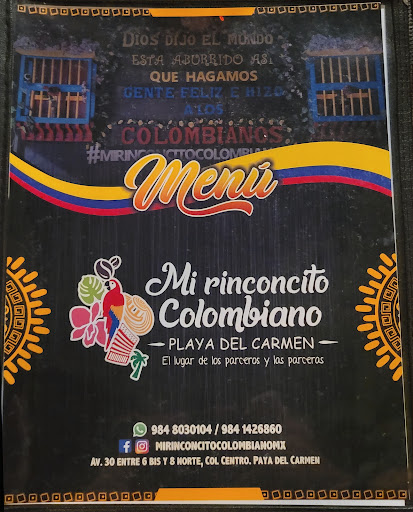 DIOS DIJO EL MUNDO
ESTA ABURRIDO ASI
QUE HAGAMOS
GENTE FELIZ E HIZO
A LOS
COLOMBIANOS
#MIRINCONCITOCOLOMBIANO
Menú
Mi rinconcito
Colombiano
PLAYA DEL CARMEN
El lugar de los parceros y las parceras
984 8030104 / 984 1426860
MIRINCONCITOCOLOMBIANOMX
AV. 30 ENTRE 6 BIS Y 8 NORTE, COL CENTRO. PAYA DEL CARMEN